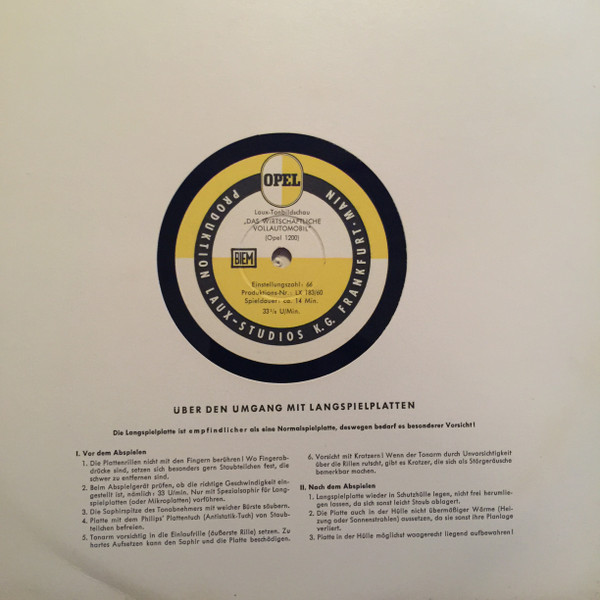 OPEL
PRODUKTION LAUX-STUDIOS K.G. FRANKFURT-MAIN
Laux-Tonbildschau
„DAS WIRTSCHAFTLICHE
VOLLAUTOMOBIL"
(Opel 1200)
BIEM
Einstellungszahl: 66
Produktions-Nr.: LX 183/60
Spieldauer: ca. 14 Min.
33⅓ U/Min.
UBER DEN UMGANG MIT LANGSPIELPLATTEN
Die Langspielplatte ist empfindlicher als eine Normalspielplatte, deswegen bedarf es besonderer Vorsicht!
I. Vor dem Abspielen
1. Die Plattenrillen nicht mit den Fingern berühren! Wo Fingerab-
drücke sind, setzen sich besonders gern Staubteilchen fest, die
schwer zu entfernen sind.
2. Beim Abspielgerät prüfen, ob die richtige Geschwindigkeit ein-
gestellt ist, nämlich: 33 U/min. Nur mit Spezialsaphir für Lang-
spielplatten (oder Mikroplatten) vorführen.
3. Die Saphirspitze des Tonabnehmers mit weicher Bürste säubern.
4. Platte mit dem Philips' Plattentuch (Antistatik-Tuch) von Staub-
teilchen befreien.
5. Tonarm vorsichtig in die Einlaufrille (äußerste Rille) setzen. Zu
hartes Aufsetzen kann den Saphir und die Platte beschädigen.
6. Vorsicht mit Kratzern! Wenn der Tonarm durch Unvorsichtigkeit
über die Rillen rutscht, gibt es Kratzer, die sich als Störgeräusche
bemerkbar machen.
II. Nach dem Abspielen
1. Langspielplatte wieder in Schutzhülle legen, nicht frei herumlie-
gen lassen, da sich sonst leicht Staub ablagert.
2. Die Platte auch in der Hülle nicht übermäßiger Wärme (Hei-
zung oder Sonnenstrahlen) aussetzen, da sie sonst ihre Planlage
verliert.
3. Platte in der Hülle möglichst waagerecht liegend aufbewahren!